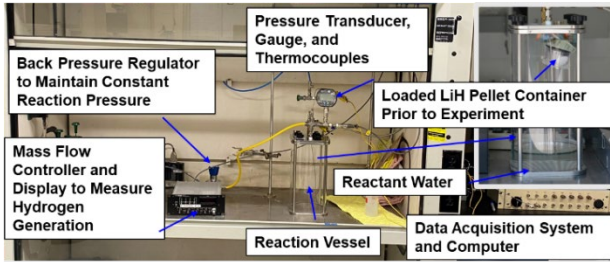 Pressure Transducer,
Gauge, and
Thermocouples
Back Pressure Regulator
to Maintain Constant
Reaction Pressure
Loaded LiH Pellet Container
Prior to Experiment
Mass Flow
Controller and
Display to Measure
Hydrogen
Generation
Reactant Water
Reaction Vessel
Data Acquisition System
and Computer